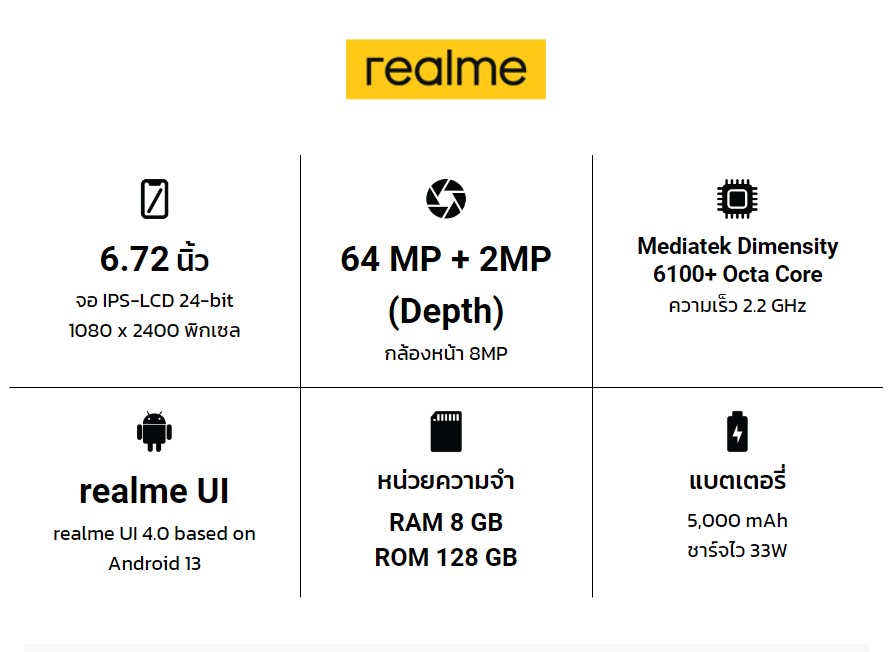 realme
6.72 นิ้ว
จอ IPS-LCD 24-bit
1080 x 2400 พิกเซล
64 MP + 2MP
(Depth)
กล้องหน้า 8MP
Mediatek Dimensity
6100+ Octa Core
ความเร็ว 2.2 GHz
realme UI
realme UI 4.0 based on
Android 13
หน่วยความจำ
RAM 8 GB
ROM 128 GB
แบตเตอรี่
5,000 mAh
ชาร์จไว 33W